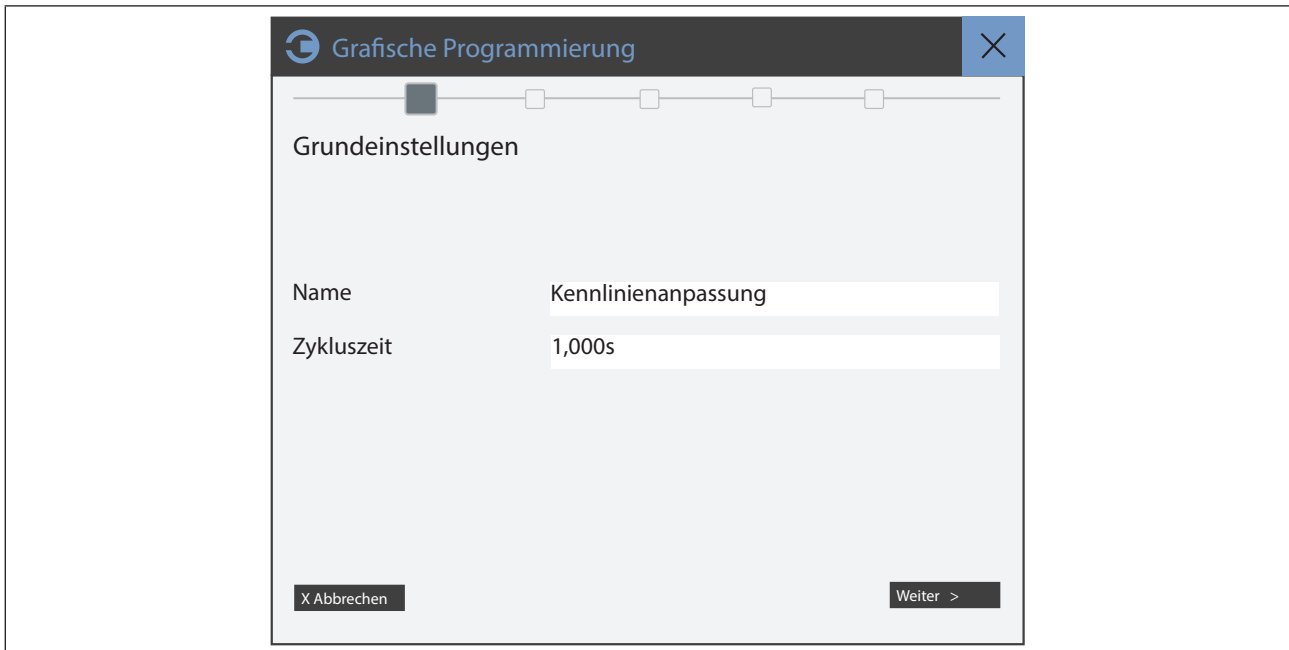 Grafische Programmierung
Grundeinstellungen
Name Kennlinienanpassung
Zykluszeit 1,000s
X Abbrechen Weiter >